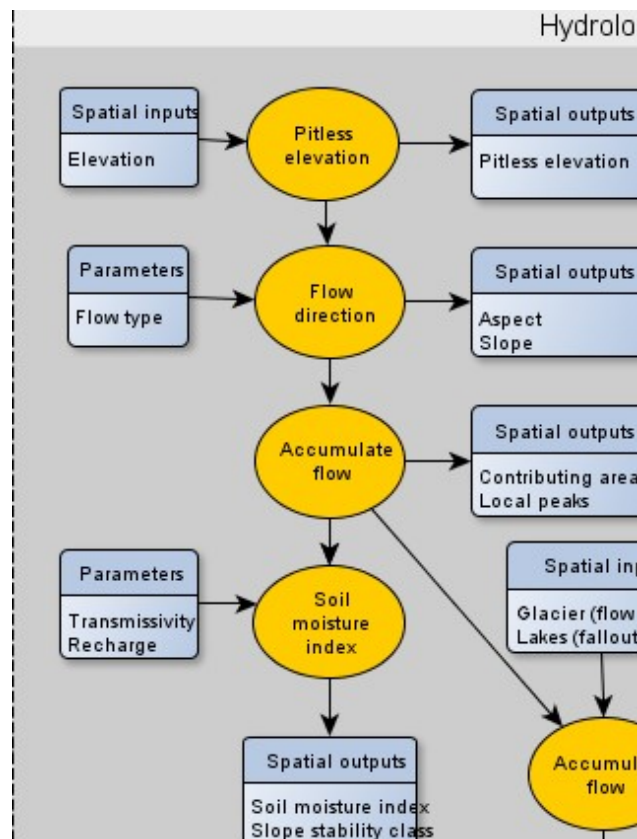 Hydrolo
Spatial inputs
Elevation
Pitless
elevation
Spatial outputs
Pitless elevation
Parameters
Flow type
Flow
direction
Spatial outputs
Aspect
Slope
Accumulate
flow
Spatial outputs
Contributing area
Local peaks
Parameters
Transmissivity
Recharge
Soil
moisture
index
Spatial inp
Glacier (flow
Lakes (fallout
Spatial outputs
Soil moisture index
Slope stability class
Accumul
flow